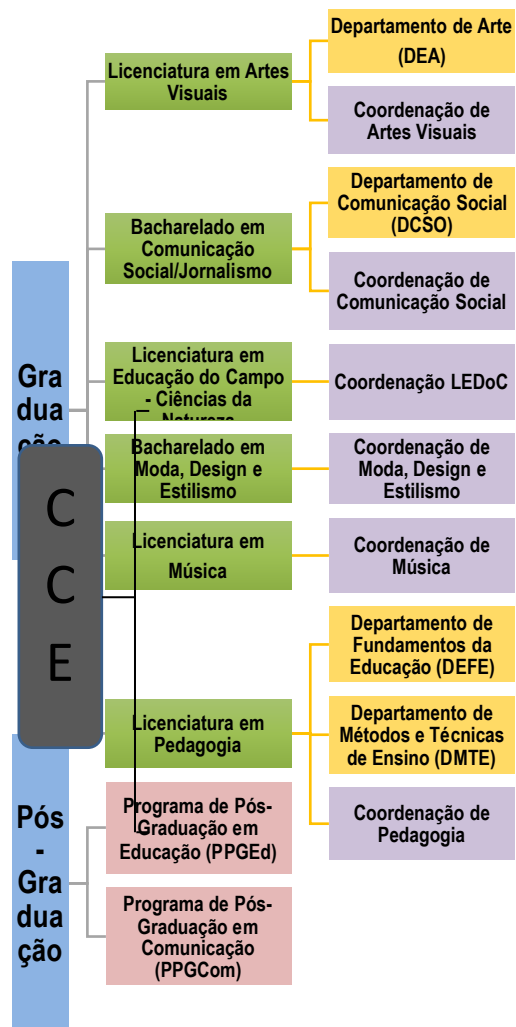 Gra
dua
ção
C
C
E
Pós
-
Gra
dua
ção
Licenciatura em Artes
Visuais
Departamento de Arte
(DEA)
Coordenação de
Artes Visuais
Bacharelado em
Comunicação
Social/Jornalismo
Departamento de
Comunicação Social
(DCSO)
Coordenação de
Comunicação Social
Licenciatura em
Educação do Campo
- Ciências da
Natureza
Coordenação LEDoC
Bacharelado em
Moda, Design e
Estilismo
Coordenação de
Moda, Design e
Estilismo
Licenciatura em
Música
Coordenação de
Música
Licenciatura em
Pedagogia
Departamento de
Fundamentos da
Educação (DEFE)
Departamento de
Métodos e Técnicas
de Ensino (DMTE)
Coordenação de
Pedagogia
Programa de Pós-
Graduação em
Educação (PPGEd)
Programa de Pós-
Graduação em
Comunicação
(PPGCom)